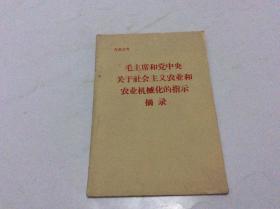 毛主席和党中央
关于社会主义农业和
农业机械化的指示
摘录